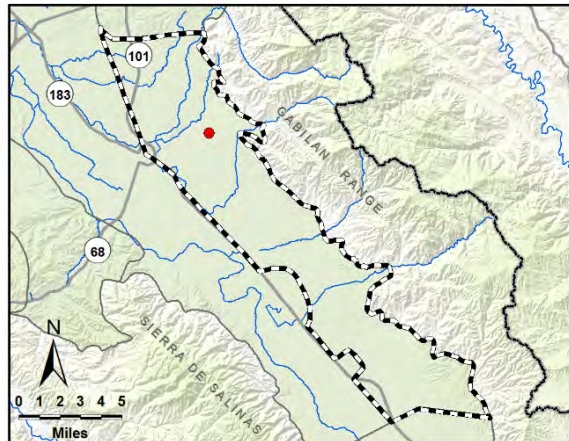 101
183
GABILAN RANGE
68
SIERRA DE SALINAS
N
0 1 2 3 4 5
Miles